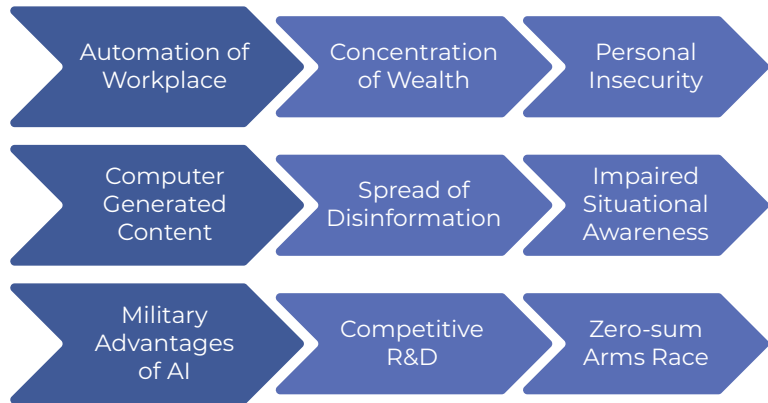 Automation of
Workplace
Concentration
of Wealth
Personal
Insecurity
Computer
Generated
Content
Spread of
Disinformation
Impaired
Situational
Awareness
Military
Advantages
of AI
Competitive
R&D
Zero-sum
Arms Race